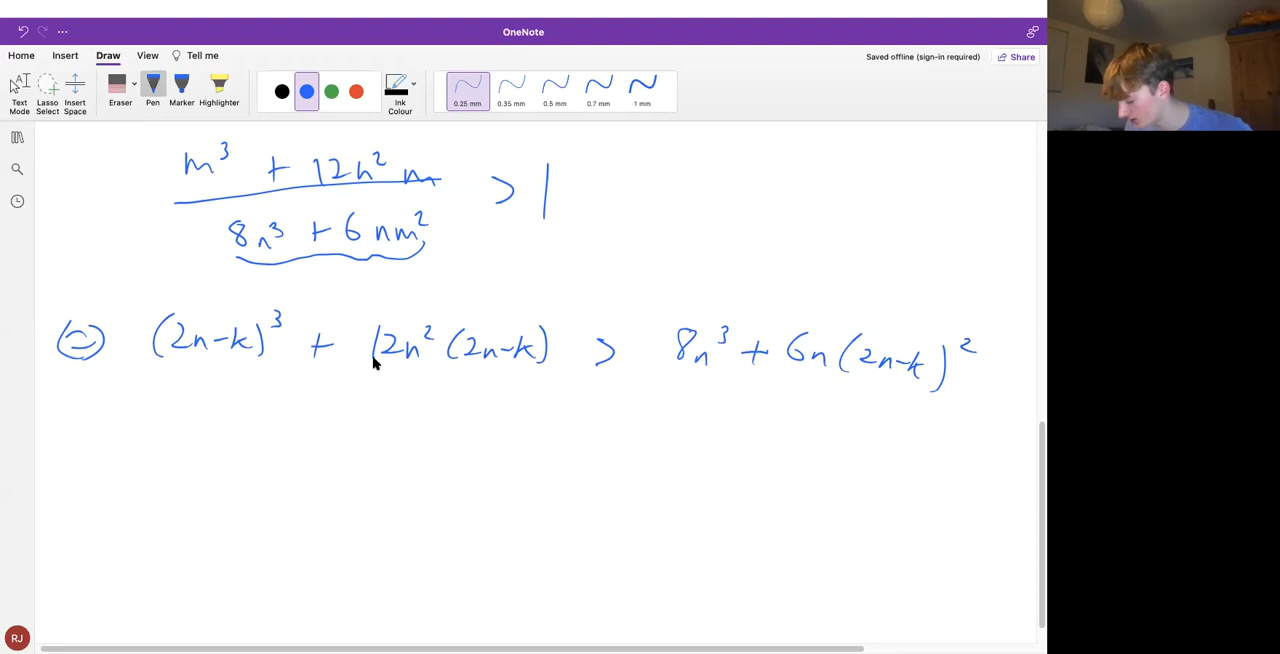 OneNote
Home Insert Draw View Tell me
Saved offline (sign-in required) Share
Text Mode
Lasso Select
Insert Space
Eraser
Pen
Marker
Highlighter
Ink Colour
0.25 mm 0.35 mm 0.5 mm 0.7 mm 1 mm
m³ + 12n²m
8n³ + 6nm²
> 1
(2n-k)³ + 12n²(2n-k) > 8n³ + 6n(2n-k)²
RJ